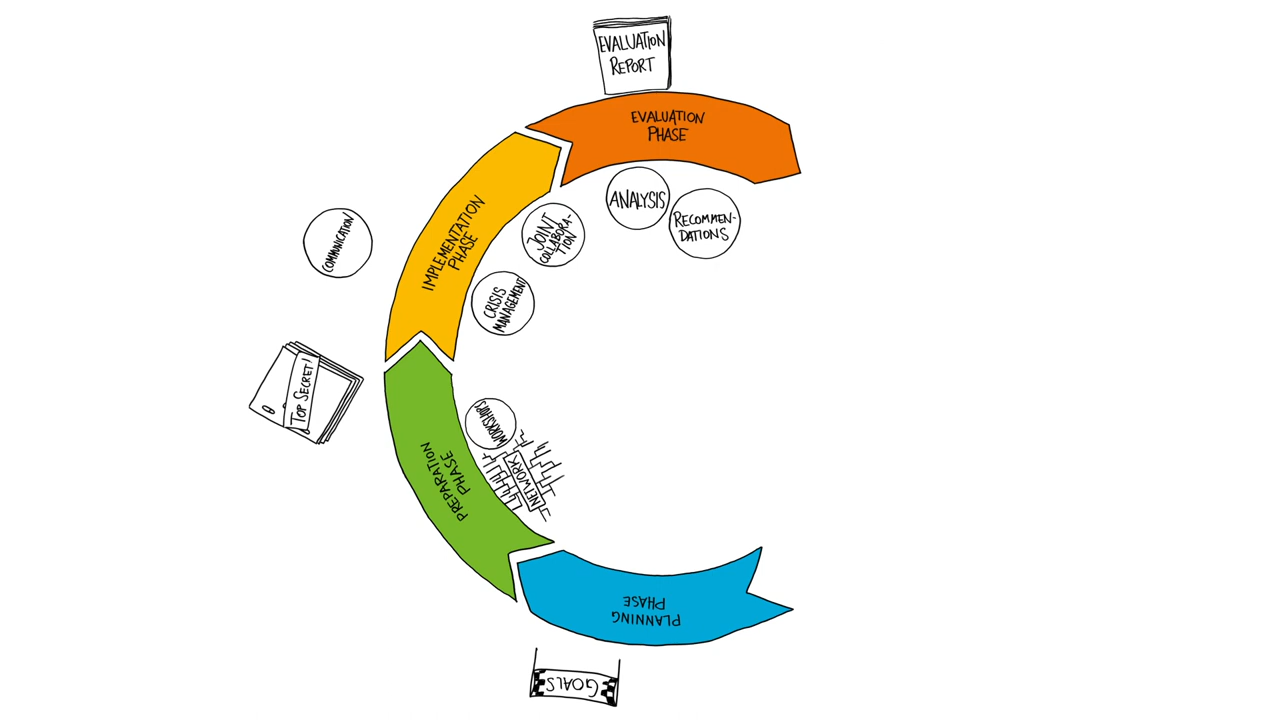 EVALUATION
REPORT
EVALUATION
PHASE
ANALYSIS
RECOMMEN-
DATIONS
IMPLEMENTATION
PHASE
JOINT
COLLABORA-
TION
CRISIS
MANAGEMENT
COMMUNICATION
TOP SECRET!
PREPARATION
PHASE
WORKSHOPS
NETWORK
PLANNING
PHASE
GOALS